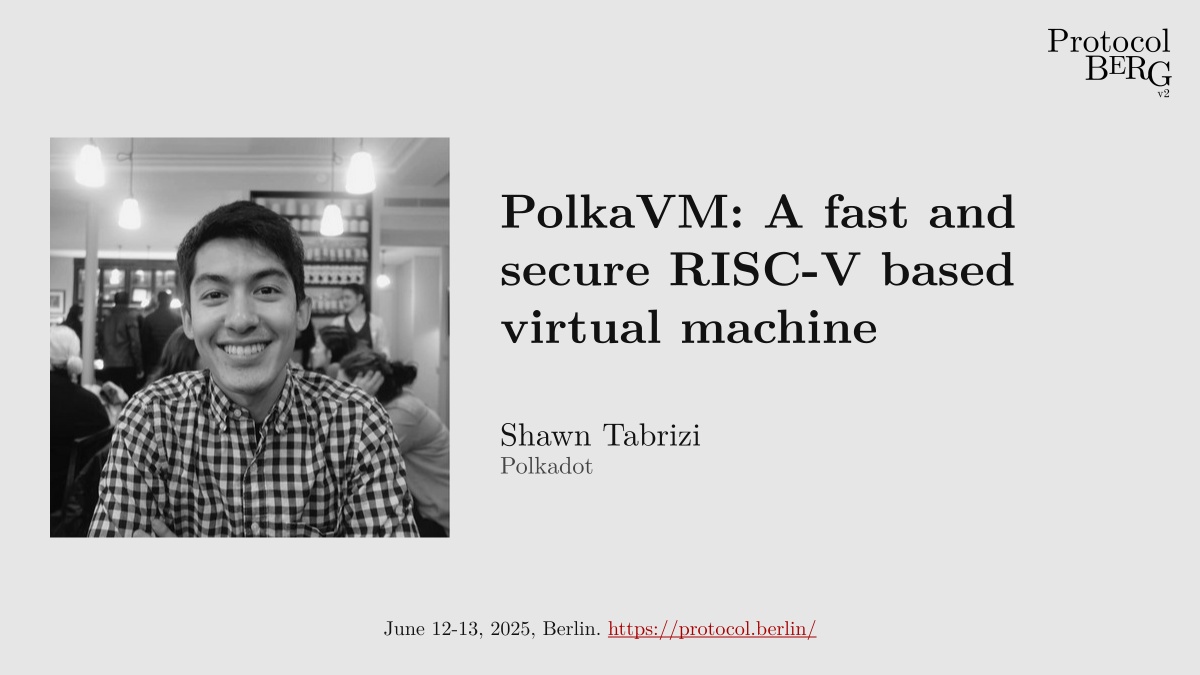 Protocol
BERG
v2
PolkaVM: A fast and
secure RISC-V based
virtual machine
Shawn Tabrizi
Polkadot
June 12-13, 2025, Berlin. https://protocol.berlin/